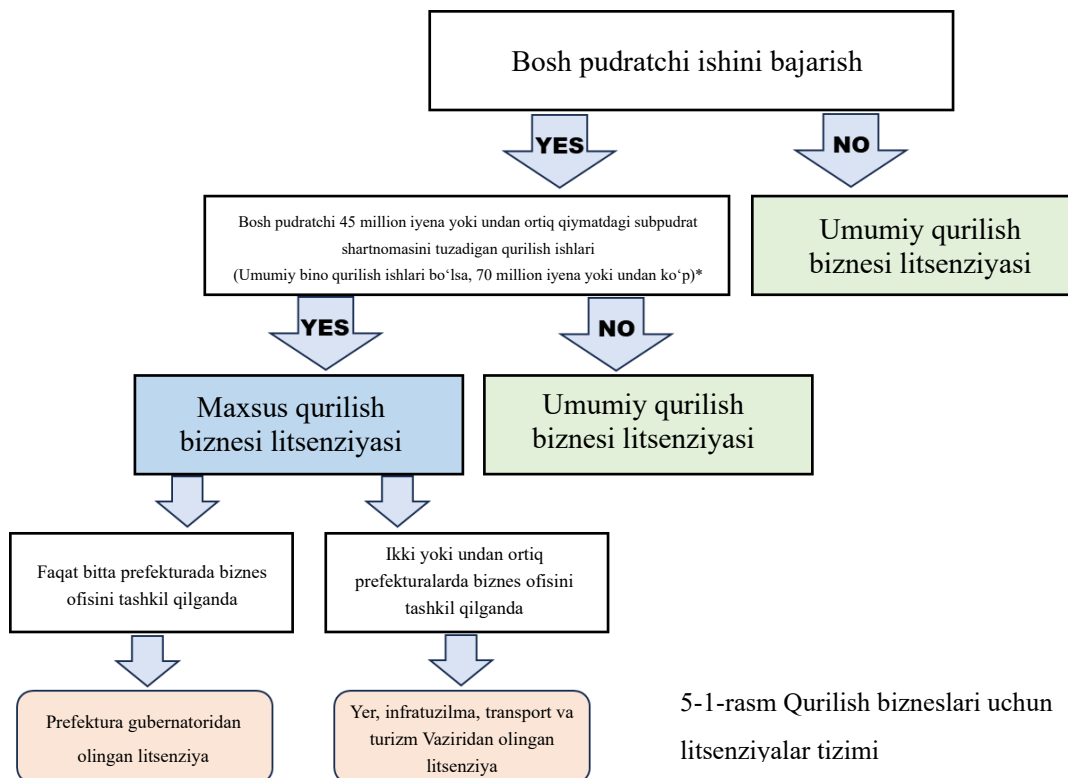 Bosh pudratchi ishini bajarish
YES
NO
Bosh pudratchi 45 million iyena yoki undan ortiq qiymatdagi subpudrat
shartnomasini tuzadigan qurilish ishlari
(Umumiy bino qurilish ishlari bo‘lsa, 70 million iyena yoki undan ko‘p)*
Umumiy qurilish
biznesi litsenziyasi
YES
NO
Maxsus qurilish
biznesi litsenziyasi
Umumiy qurilish
biznesi litsenziyasi
Faqat bitta prefekturada biznes
ofisini tashkil qilganda
Ikki yoki undan ortiq
prefekturalarda biznes ofisini
tashkil qilganda
Prefektura gubernatoridan
olingan litsenziya
Yer, infratuzilma, transport va
turizm Vaziridan olingan
litsenziya
5-1-rasm Qurilish bizneslari uchun
litsenziyalar tizimi